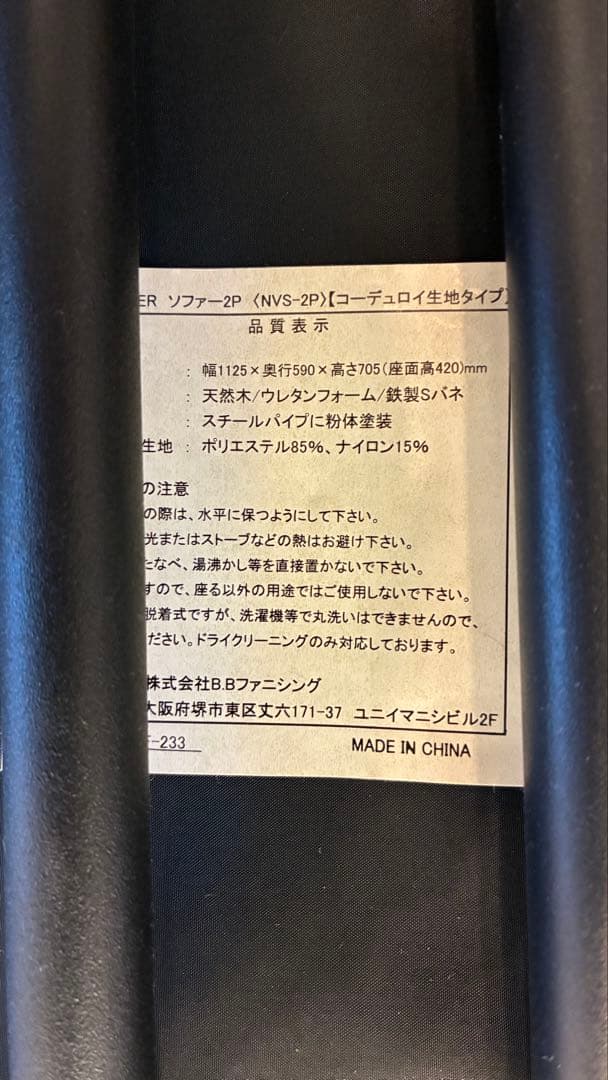 ER ソファー2P 〈NVS-2P〉【コーデュロイ生地タイプ】
品質表示
: 幅1125×奥行590×高さ705(座面高420)mm
: 天然木/ウレタンフォーム/鉄製Sバネ
: スチールパイプに粉体塗装
生地 : ポリエステル85%、ナイロン15%
の注意
の際は、水平に保つようにして下さい。
光またはストーブなどの熱はお避け下さい。
たなべ、湯沸かし等を直接置かないで下さい。
すので、座る以外の用途ではご使用しないで下さい。
脱着式ですが、洗濯機等で丸洗いはできませんので、
ださい。ドライクリーニングのみ対応しております。
株式会社B.Bファニシング
大阪府堺市東区丈六171-37 ユニイマニシビル2F
F-233
MADE IN CHINA